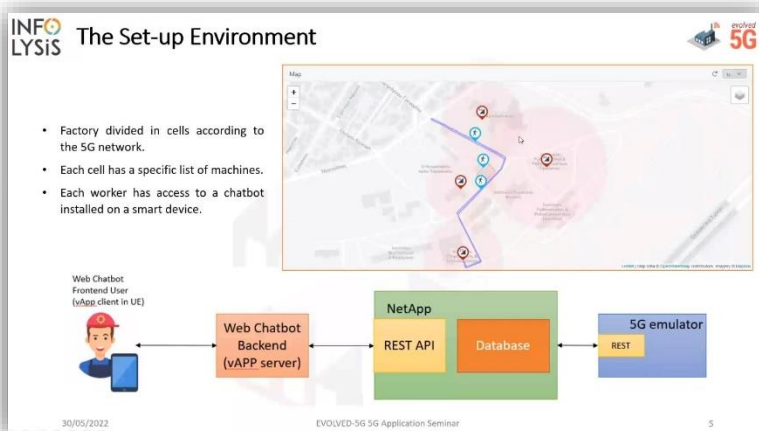 INFO
LYSiS
The Set-up Environment
evolved
5G
• Factory divided in cells according to
the 5G network.
• Each cell has a specific list of machines.
• Each worker has access to a chatbot
installed on a smart device.
Map
+
−
Web Chatbot
Frontend User
(vApp client in UE)
Web Chatbot
Backend
(vAPP server)
NetApp
REST API
Database
5G emulator
REST
30/05/2022
EVOLVED-5G 5G Application Seminar
5